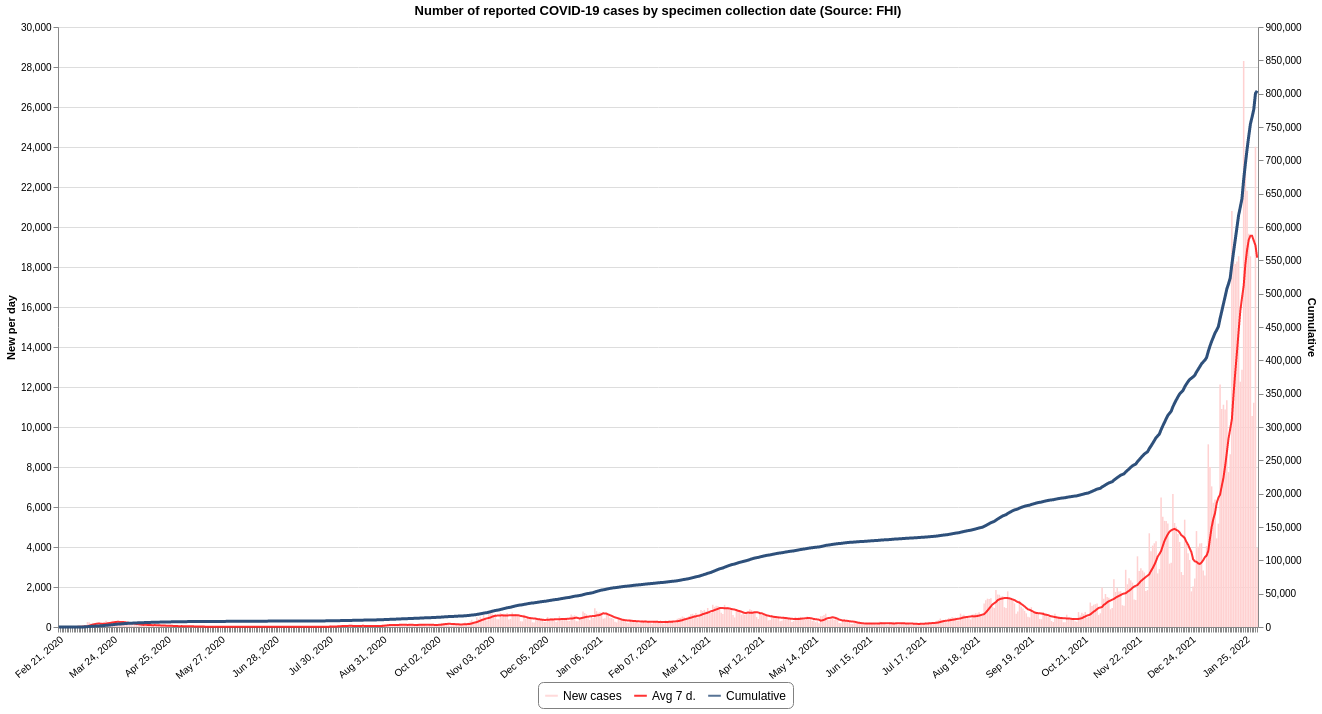 Number of reported COVID-19 cases by specimen collection date (Source: FHI)
30,000
28,000
26,000
24,000
22,000
20,000
18,000
16,000
14,000
12,000
10,000
8,000
6,000
4,000
2,000
0
New per day
900,000
850,000
800,000
750,000
700,000
650,000
600,000
550,000
500,000
450,000
400,000
350,000
300,000
250,000
200,000
150,000
100,000
50,000
0
Cumulative
Feb 21, 2020
Mar 24, 2020
Apr 25, 2020
May 27, 2020
Jun 28, 2020
Jul 30, 2020
Aug 31, 2020
Oct 02, 2020
Nov 03, 2020
Dec 05, 2020
Jan 06, 2021
Feb 07, 2021
Mar 11, 2021
Apr 12, 2021
May 14, 2021
Jun 15, 2021
Jul 17, 2021
Aug 18, 2021
Sep 19, 2021
Oct 21, 2021
Nov 22, 2021
Dec 24, 2021
Jan 25, 2022
New cases
Avg 7 d.
Cumulative